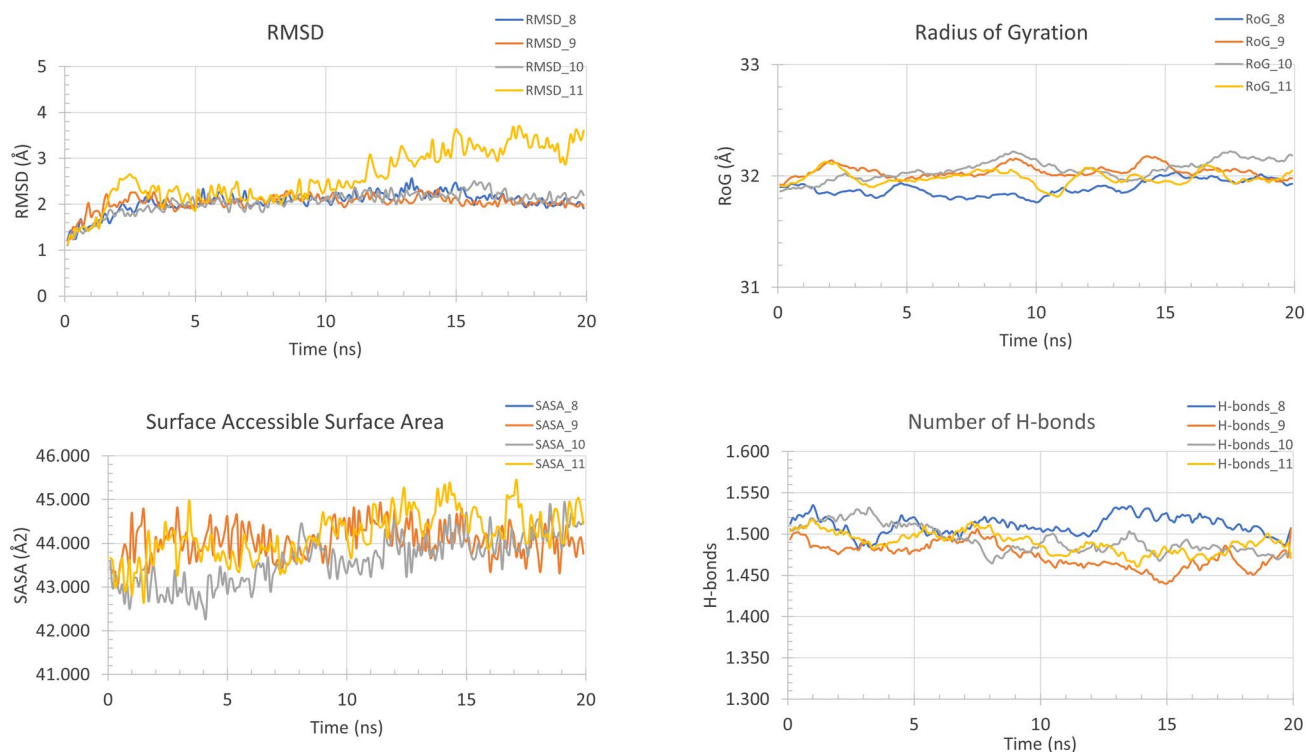 RMSD
RMSD_8
RMSD_9
RMSD_10
RMSD_11
5
4
3
2
1
0
RMSD (Å)
0 5 10 15 20
Time (ns)
Radius of Gyration
RoG_8
RoG_9
RoG_10
RoG_11
33
32
31
RoG (Å)
0 5 10 15 20
Time (ns)
Surface Accessible Surface Area
SASA_8
SASA_9
SASA_10
SASA_11
46.000
45.000
44.000
43.000
42.000
41.000
SASA (Å2)
0 5 10 15 20
Time (ns)
Number of H-bonds
H-bonds_8
H-bonds_9
H-bonds_10
H-bonds_11
1.600
1.550
1.500
1.450
1.400
1.350
1.300
H-bonds
0 5 10 15 20
Time (ns)